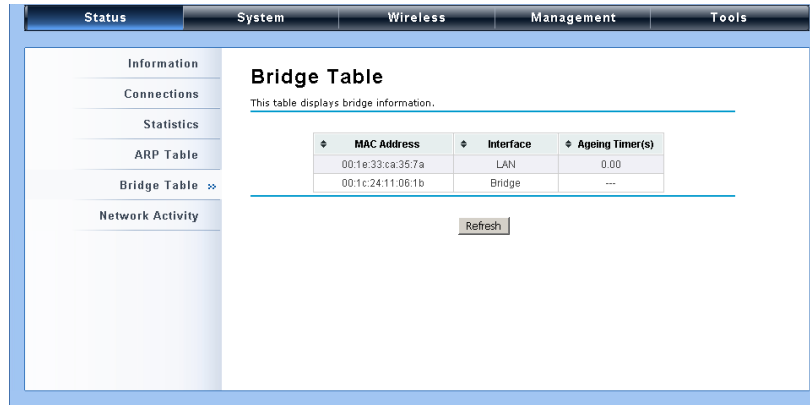 Status System Wireless Management Tools
Information
Connections
Statistics
ARP Table
Bridge Table »
Network Activity
Bridge Table
This table displays bridge information.
MAC Address Interface Ageing Timer(s)
00:1e:33:ca:35:7a LAN 0.00
00:1c:24:11:06:1b Bridge ---
Refresh